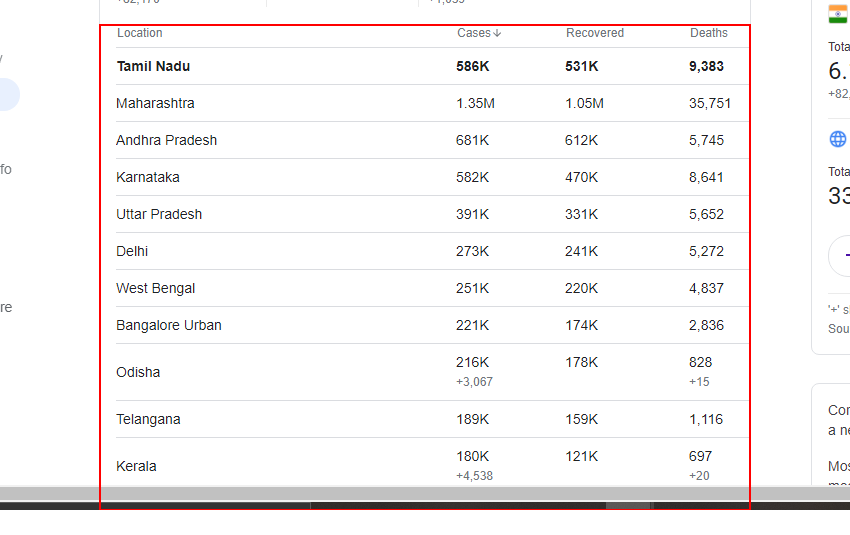 Location Cases↓ Recovered Deaths
Tamil Nadu 586K 531K 9,383
Maharashtra 1.35M 1.05M 35,751
Andhra Pradesh 681K 612K 5,745
Karnataka 582K 470K 8,641
Uttar Pradesh 391K 331K 5,652
Delhi 273K 241K 5,272
West Bengal 251K 220K 4,837
Bangalore Urban 221K 174K 2,836
Odisha 216K 178K 828
+3,067 +15
Telangana 189K 159K 1,116
Kerala 180K 121K 697
+4,538 +20
fo
re
Tota
6.
+82,
Tota
33
'+' s
Sou
Cor
a ne
Mos